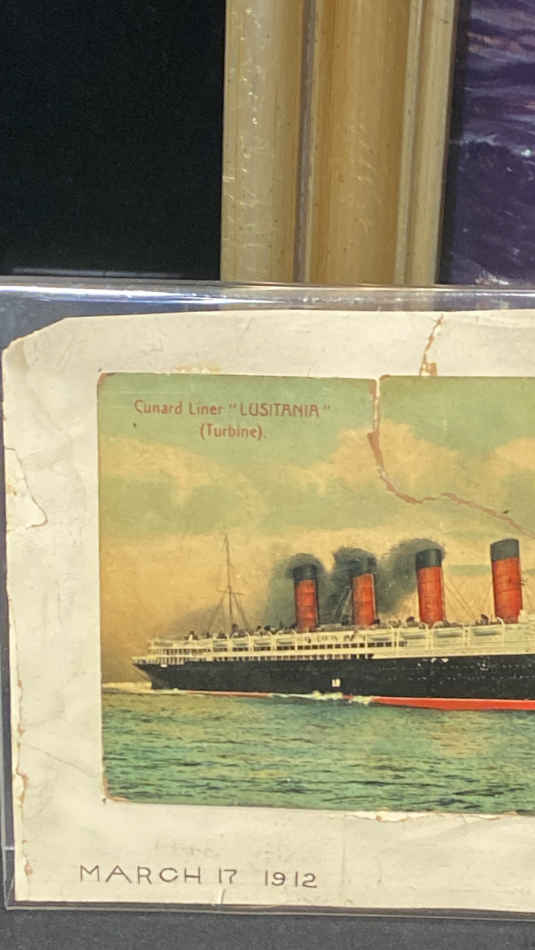 Cunard Liner "LUSITANIA"
(Turbine).
MARCH 17 1912